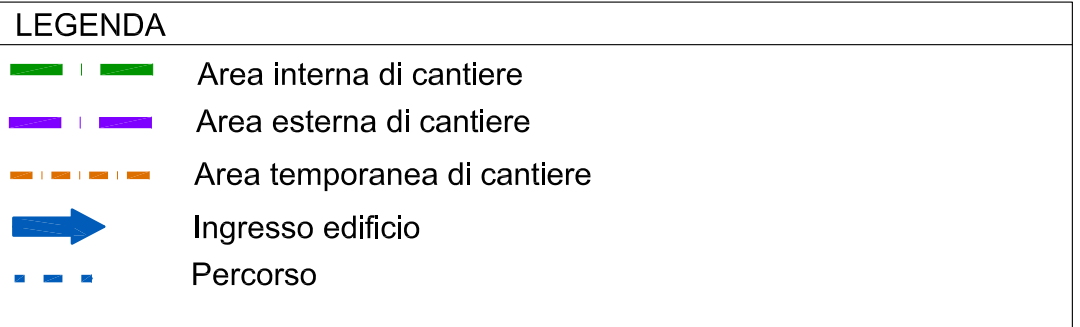 LEGENDA
Area interna di cantiere
Area esterna di cantiere
Area temporanea di cantiere
Ingresso edificio
Percorso